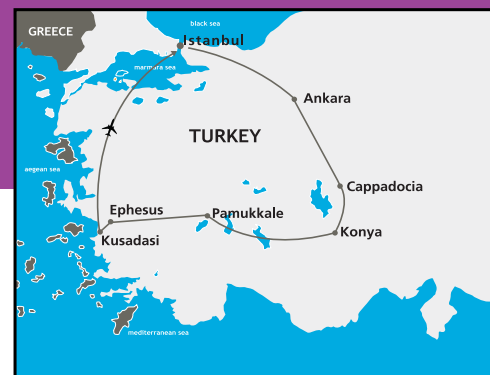 black sea
GREECE
Istanbul
marmara sea
Ankara
TURKEY
aegean sea
Cappadocia
Ephesus
Pamukkale
Konya
Kusadasi
mediterranean sea